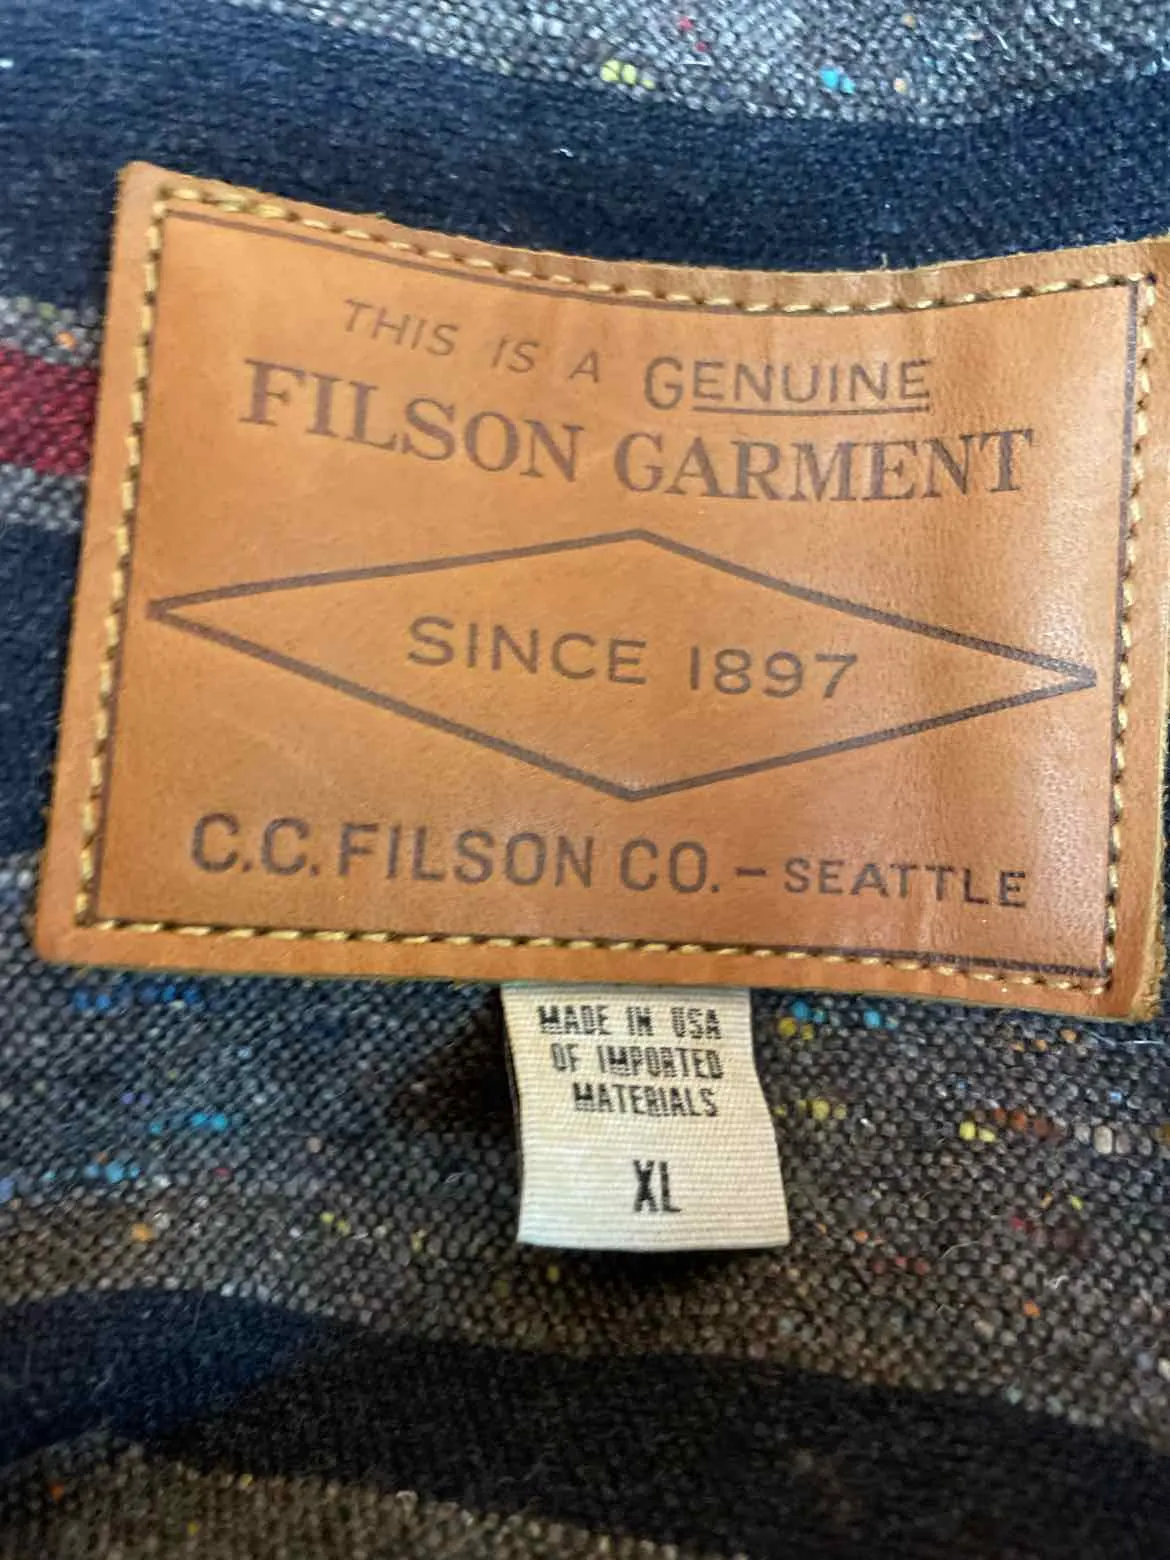 THIS IS A GENUINE
FILSON GARMENT
SINCE 1897
C.C. FILSON CO. – SEATTLE
MADE IN USA
OF IMPORTED
MATERIALS
XL